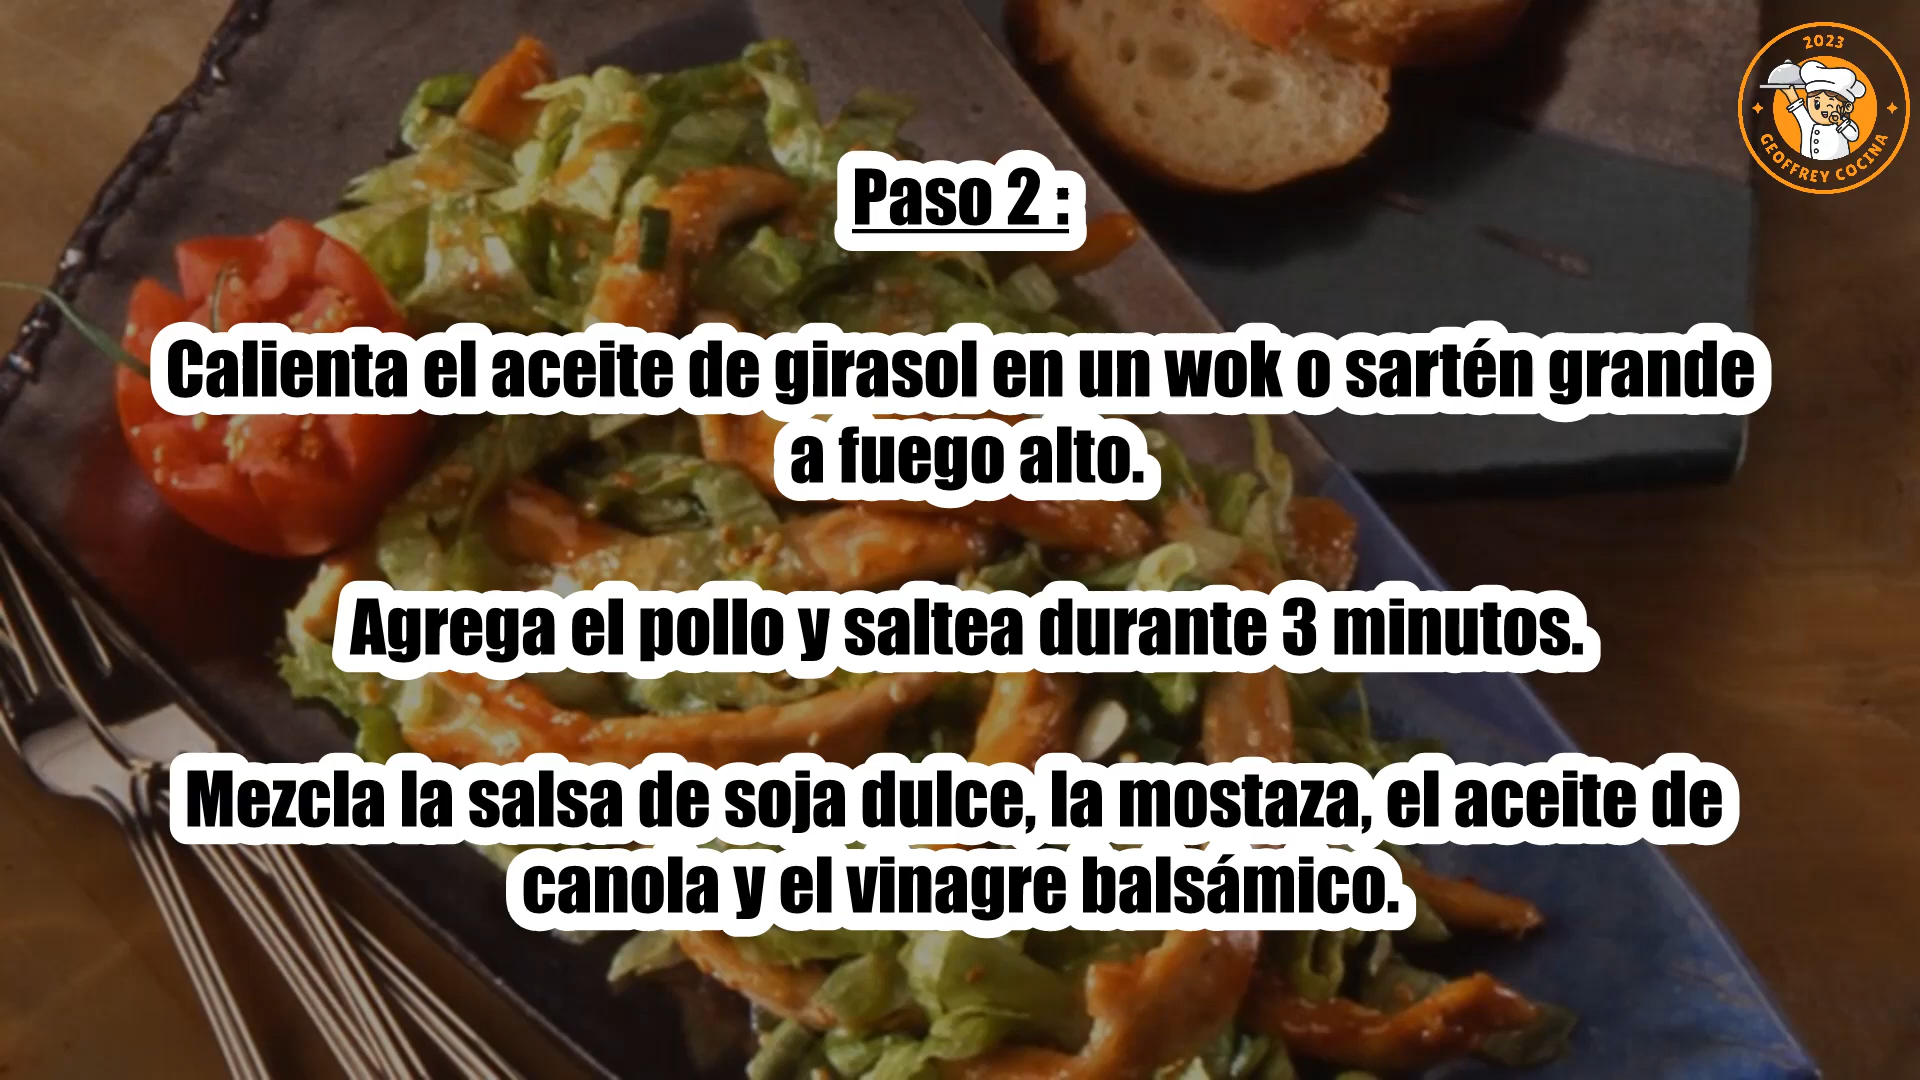 2023
GEOFFREY COCINA
Paso 2 :
Calienta el aceite de girasol en un wok o sartén grande
a fuego alto.
Agrega el pollo y saltea durante 3 minutos.
Mezcla la salsa de soja dulce, la mostaza, el aceite de
canola y el vinagre balsámico.